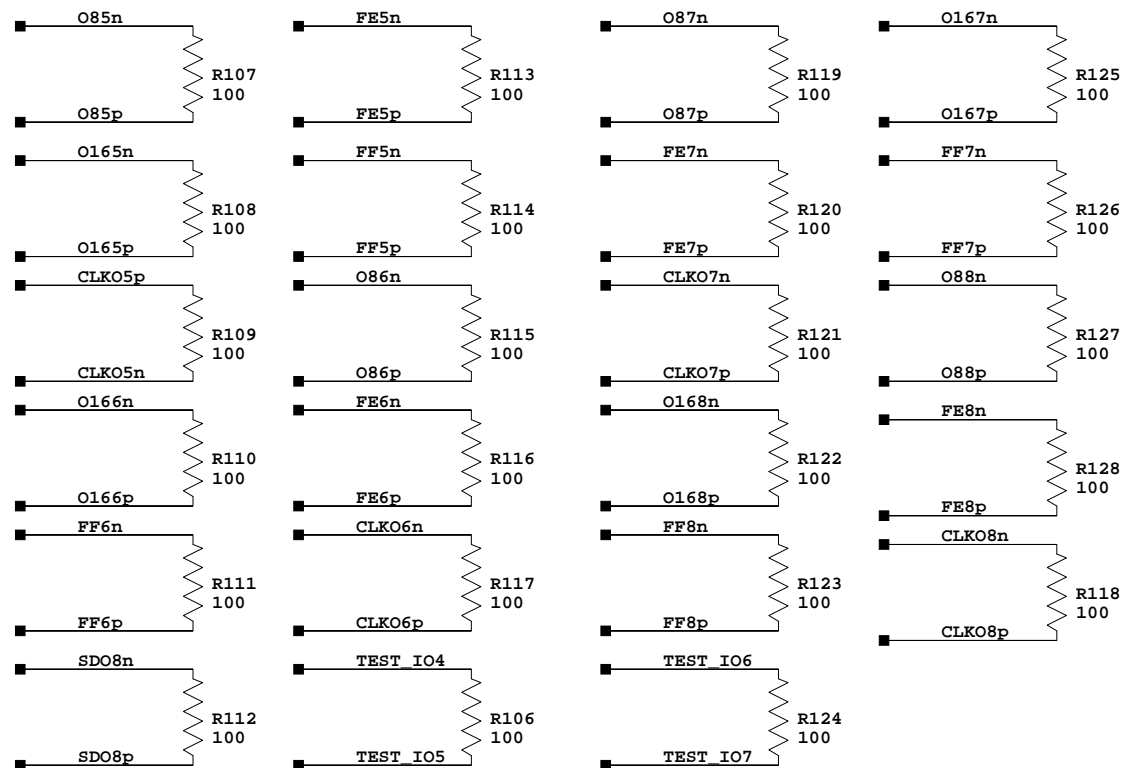 O85n
R107
100
O85p
FE5n
R113
100
FE5p
O87n
R119
100
O87p
O167n
R125
100
O167p
O165n
R108
100
O165p
FF5n
R114
100
FF5p
FE7n
R120
100
FE7p
FF7n
R126
100
FF7p
CLKO5p
R109
100
CLKO5n
O86n
R115
100
O86p
CLKO7n
R121
100
CLKO7p
O88n
R127
100
O88p
O166n
R110
100
O166p
FE6n
R116
100
FE6p
O168n
R122
100
O168p
FE8n
R128
100
FE8p
FF6n
R111
100
FF6p
CLKO6n
R117
100
CLKO6p
FF8n
R123
100
FF8p
CLKO8n
R118
100
CLKO8p
SDO8n
R112
100
SDO8p
TEST_IO4
R106
100
TEST_IO5
TEST_IO6
R124
100
TEST_IO7